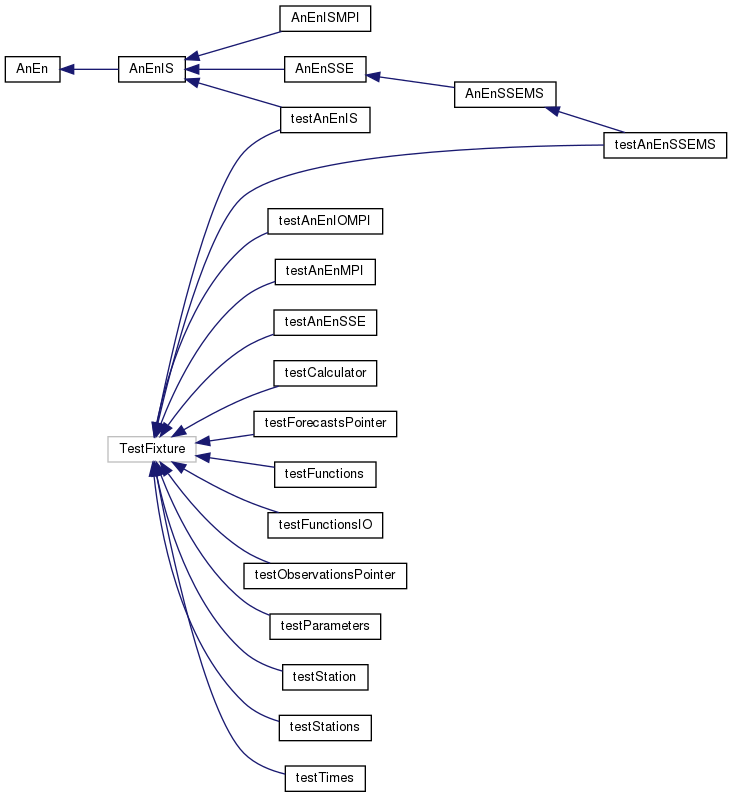 AnEnISMPI
AnEn
AnEnIS
AnEnSSE
AnEnSSEMS
testAnEnIS
testAnEnSSEMS
testAnEnIOMPI
testAnEnMPI
testAnEnSSE
testCalculator
testForecastsPointer
TestFixture
testFunctions
testFunctionsIO
testObservationsPointer
testParameters
testStation
testStations
testTimes